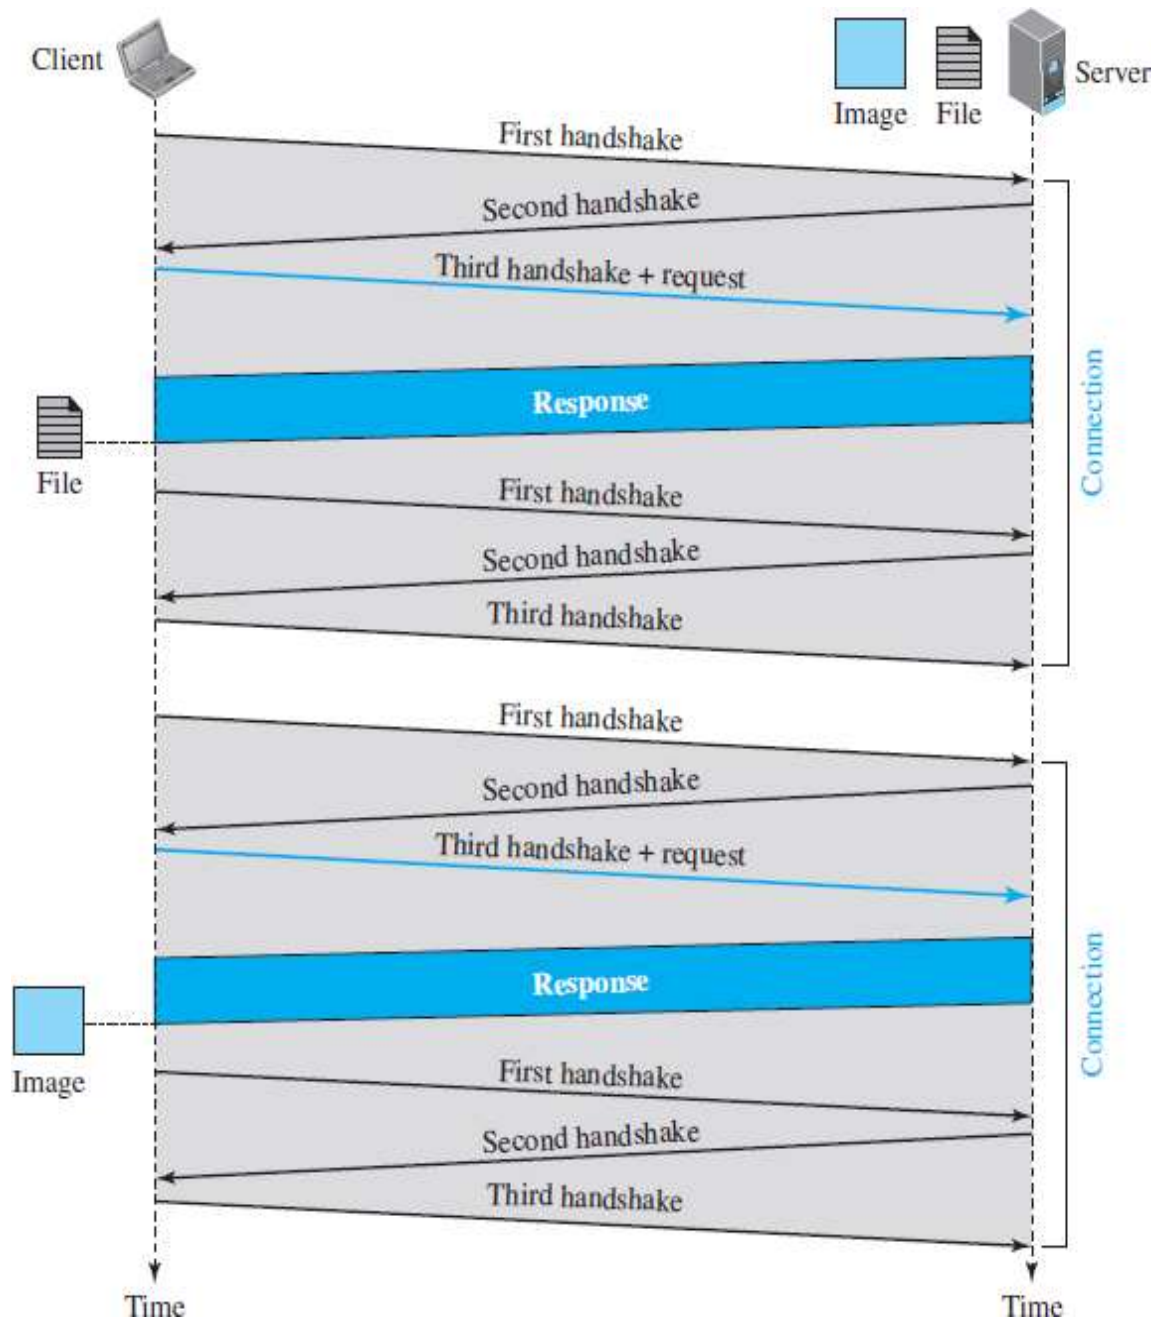 Client
Image
File
Server
First handshake
Second handshake
Third handshake + request
Response
File
First handshake
Second handshake
Third handshake
Connection
First handshake
Second handshake
Third handshake + request
Response
Image
First handshake
Second handshake
Third handshake
Connection
Time
Time